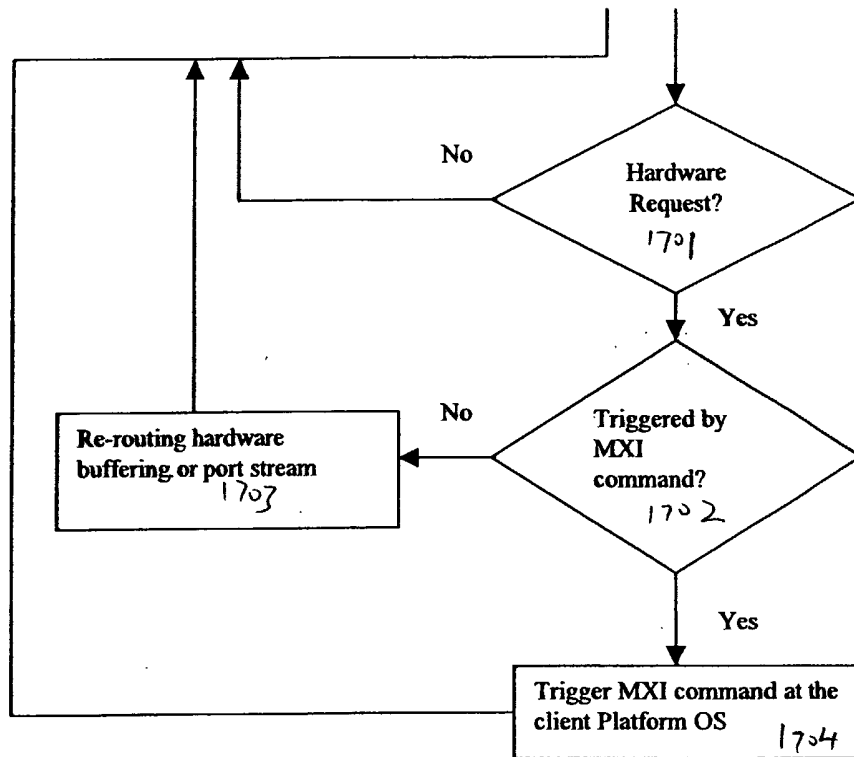 No
Hardware
Request?
1701
Yes
No
Triggered by
MXI
command?
1702
Re-routing hardware
buffering or port stream
1703
Yes
Trigger MXI command at the
client Platform OS
1704